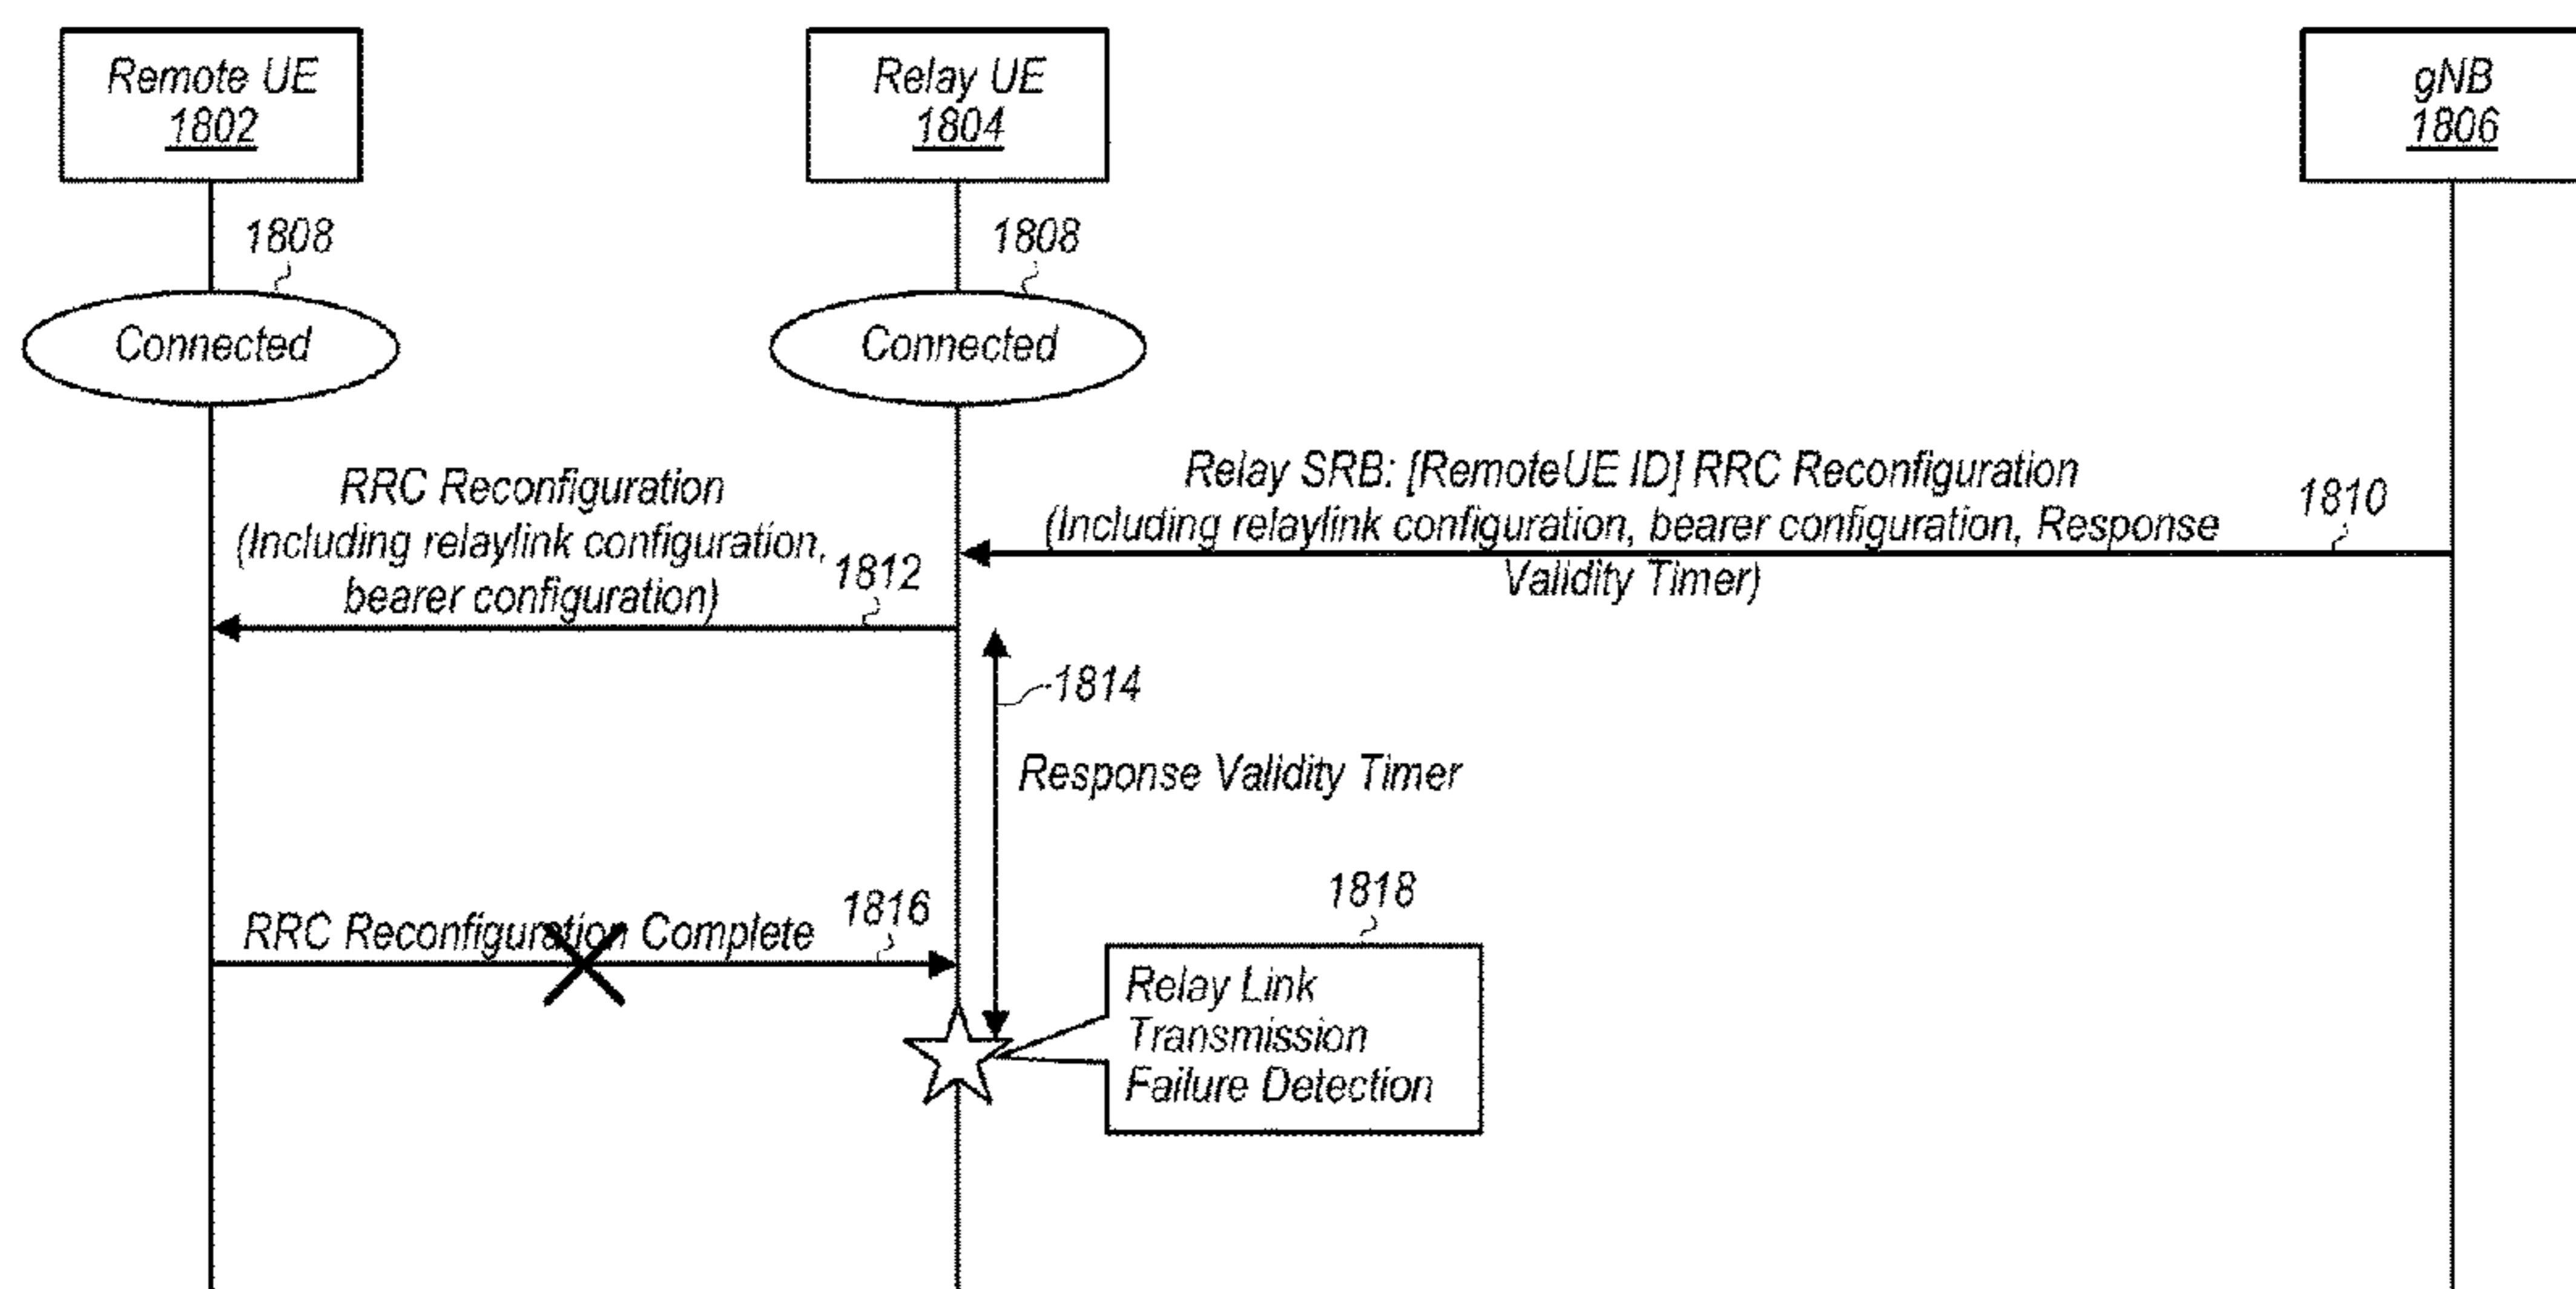 Remote UE
1802
Relay UE
1804
gNB
1806
1808
1808
Connected
Connected
Relay SRB: [RemoteUE ID] RRC Reconfiguration
(Including relaylink configuration, bearer configuration, Response
Validity Timer)
1810
RRC Reconfiguration
(Including relaylink configuration,
bearer configuration)
1812
1814
Response Validity Timer
RRC Reconfiguration Complete
1816
1818
Relay Link
Transmission
Failure Detection